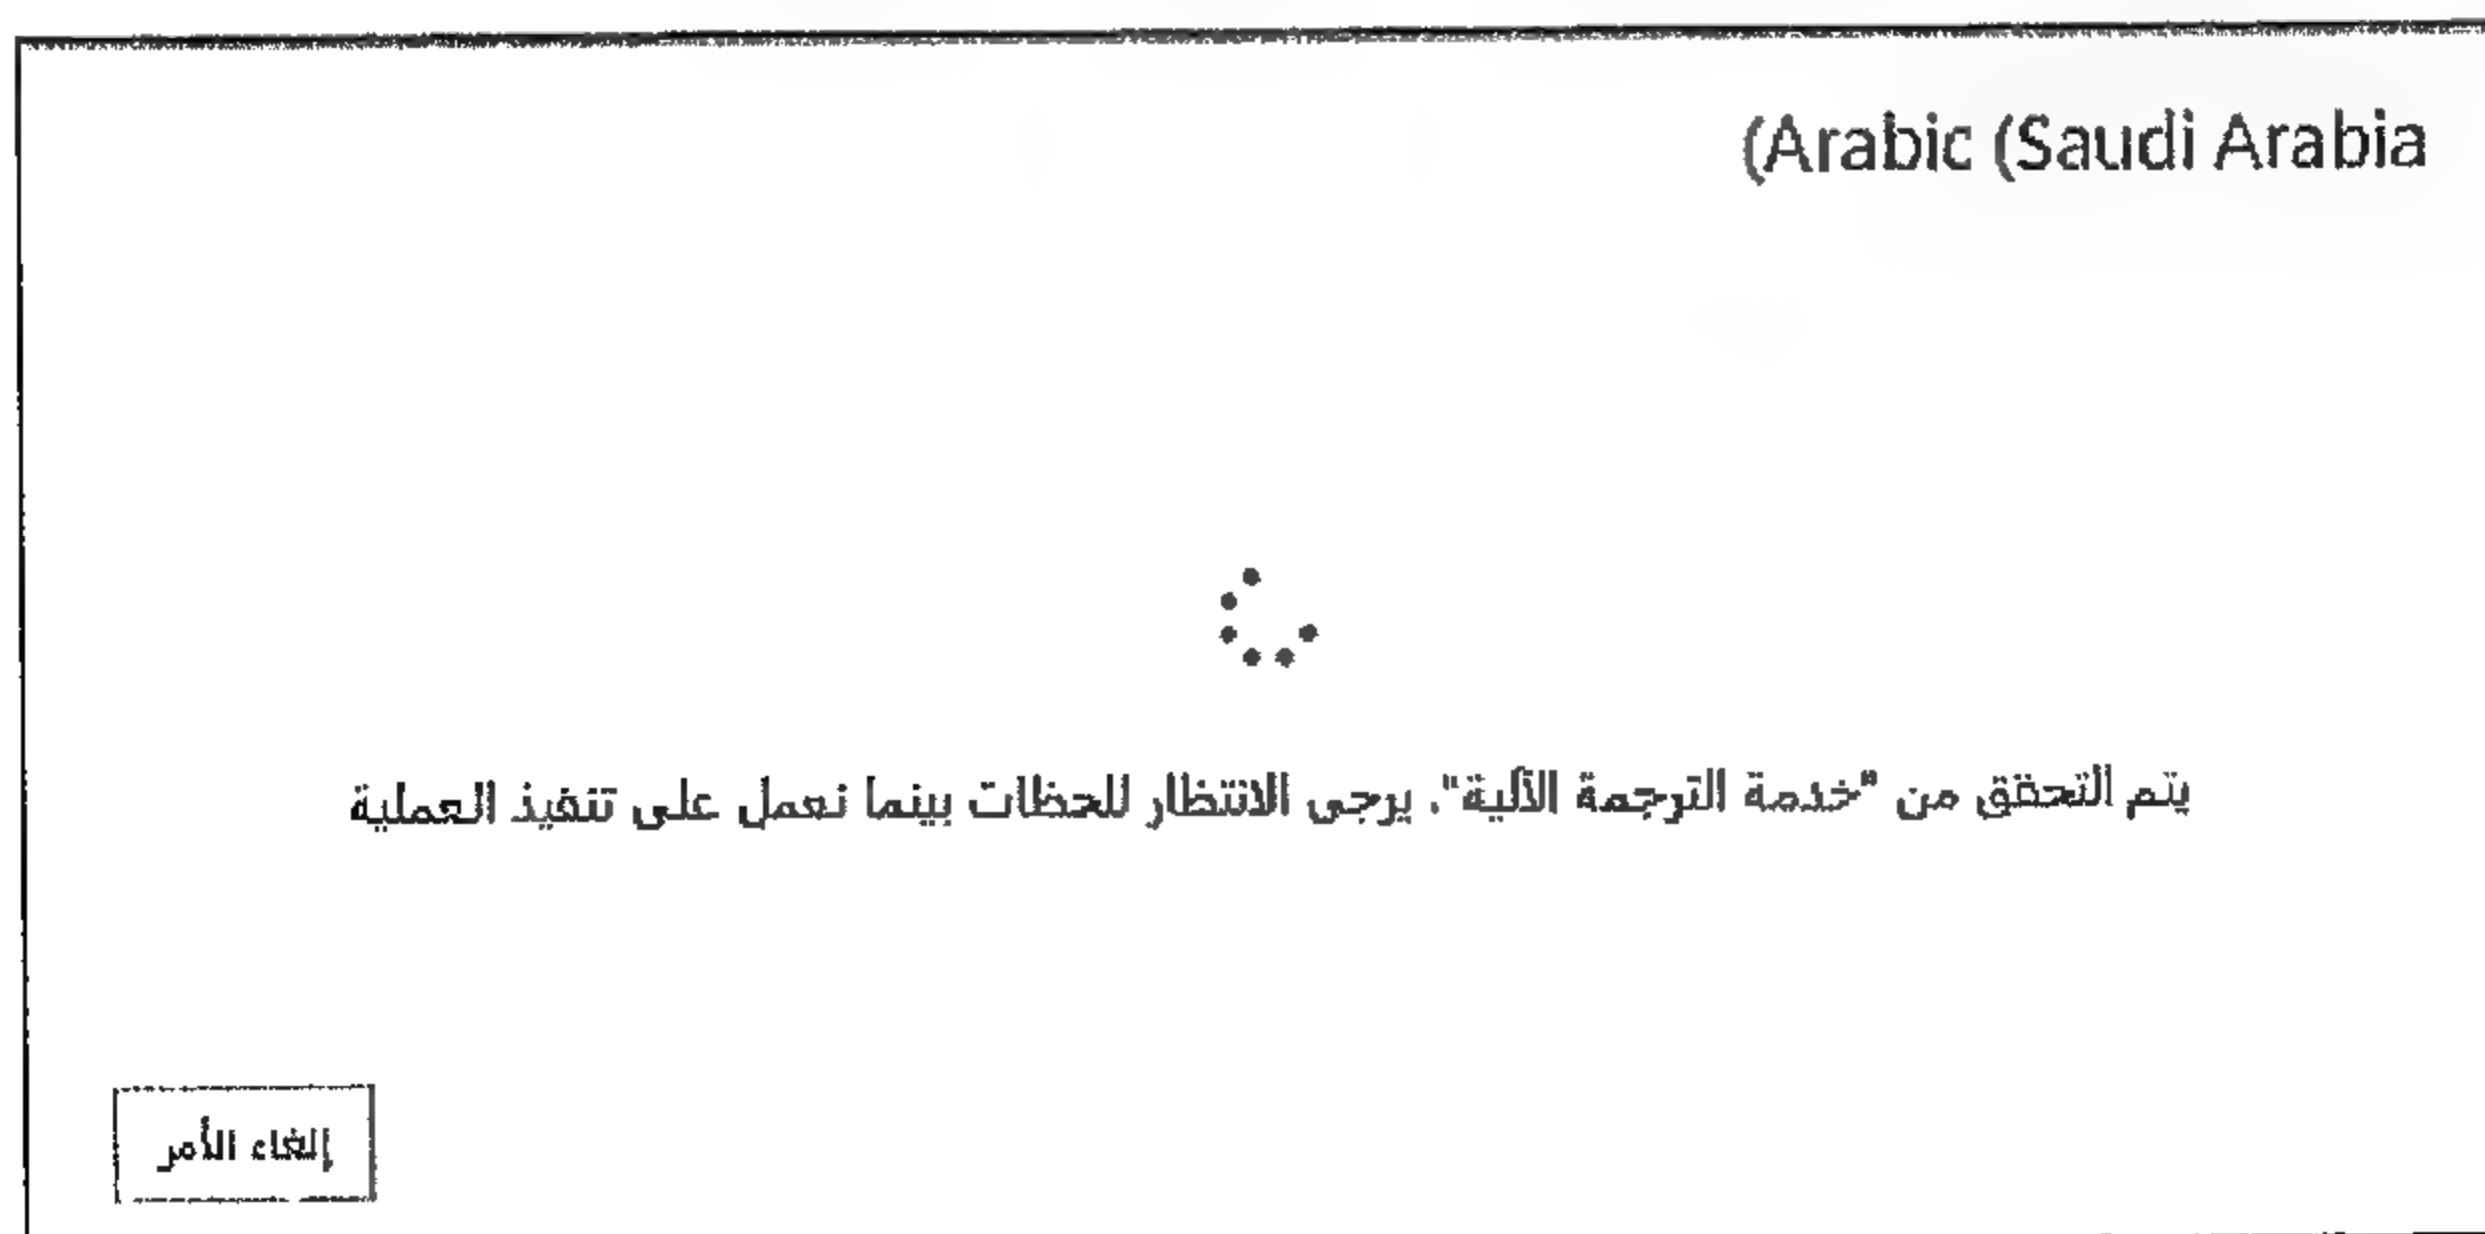 (Arabic (Saudi Arabia
يتم التحقق من "خدمة الترجمة الآلية". يرجى الانتظار للحظات بينما نعمل على تنفيذ العملية
إلغاء الأمر